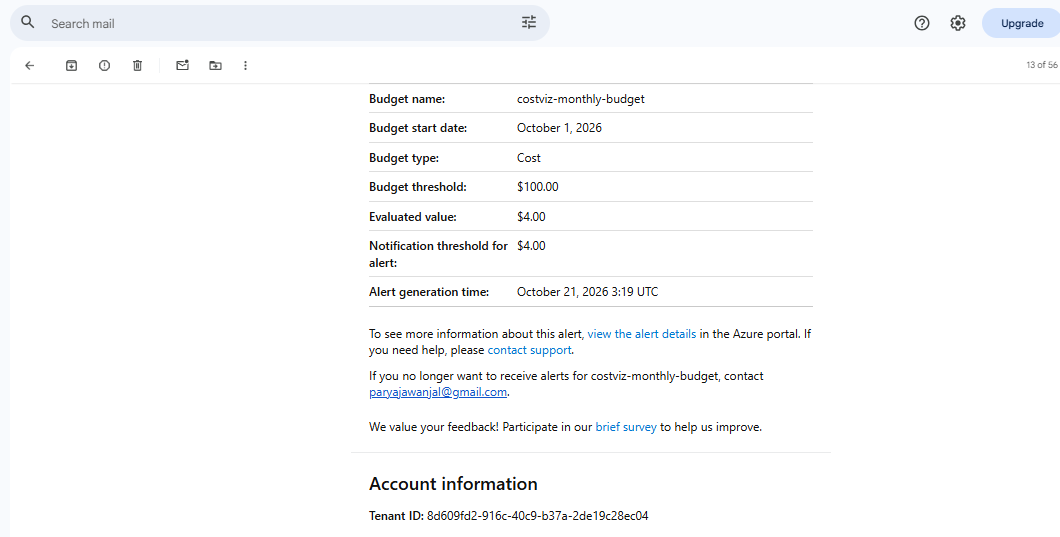 Search mail
Upgrade
13 of 56
Budget name: costviz-monthly-budget
Budget start date: October 1, 2026
Budget type: Cost
Budget threshold: $100.00
Evaluated value: $4.00
Notification threshold for $4.00
alert:
Alert generation time: October 21, 2026 3:19 UTC
To see more information about this alert, view the alert details in the Azure portal. If
you need help, please contact support.
If you no longer want to receive alerts for costviz-monthly-budget, contact
paryajawanjal@gmail.com.
We value your feedback! Participate in our brief survey to help us improve.
Account information
Tenant ID: 8d609fd2-916c-40c9-b37a-2de19c28ec04